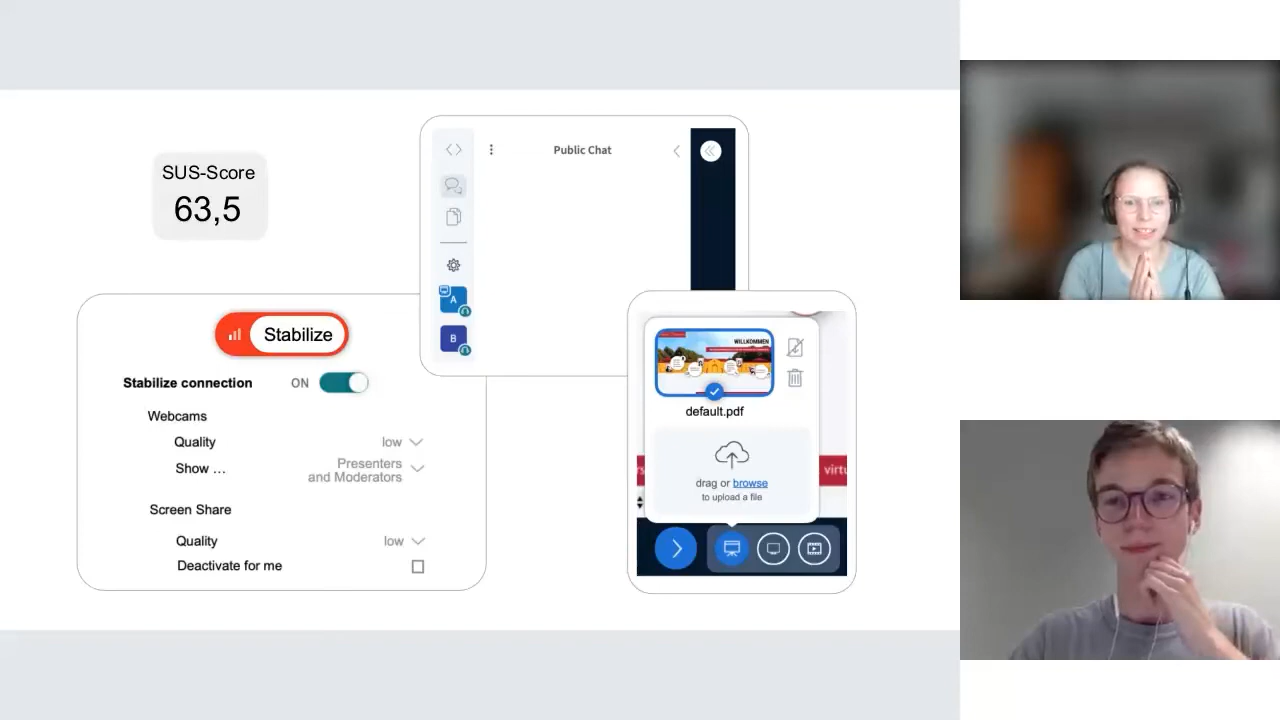 SUS-Score
63,5
Public Chat
A
B
Stabilize
Stabilize connection ON
Webcams
Quality low
Show ... Presenters
and Moderators
Screen Share
Quality low
Deactivate for me
WILLKOMMEN
default.pdf
drag or browse
to upload a file
virtu